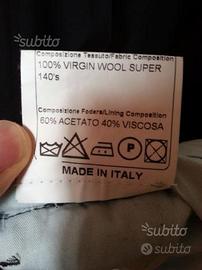 subito
Composizione Tessuto/Fabric Composition
100% VIRGIN WOOL SUPER
140's
Composizione Fodera/Lining Composition
60% ACETATO 40% VISCOSA
P
MADE IN ITALY
subito
subito